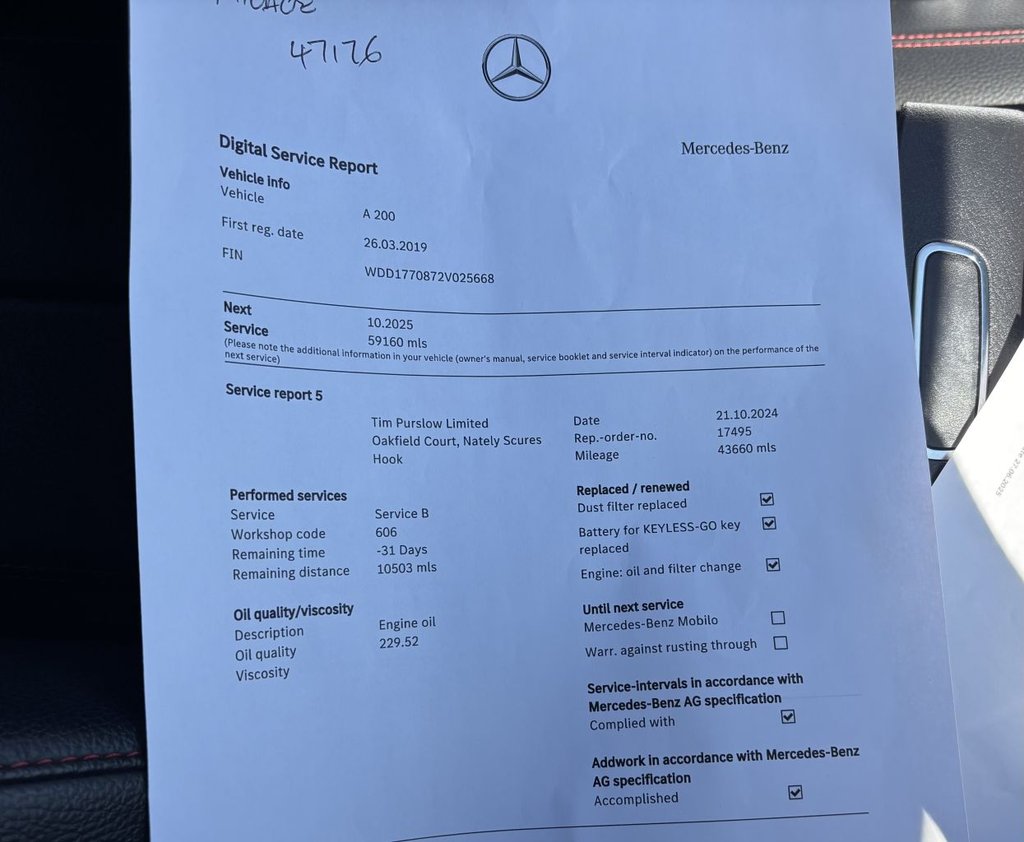 MILAGE
47176
Mercedes-Benz
Digital Service Report
Vehicle info
Vehicle A 200
First reg. date 26.03.2019
FIN WDD1770872V025668
Next Service 10.2025
59160 mls
(Please note the additional information in your vehicle (owner's manual, service booklet and service interval indicator) on the performance of the
next service)
Service report 5
Tim Purslow Limited
Oakfield Court, Nately Scures
Hook
Date 21.10.2024
Rep.-order-no. 17495
Mileage 43660 mls
Performed services
Service Service B
Workshop code 606
Remaining time -31 Days
Remaining distance 10503 mls
Oil quality/viscosity
Description Engine oil
Oil quality 229.52
Viscosity
Replaced / renewed
Dust filter replaced
Battery for KEYLESS-GO key
replaced
Engine: oil and filter change
Until next service
Mercedes-Benz Mobilo
Warr. against rusting through
Service-intervals in accordance with
Mercedes-Benz AG specification
Complied with
Addwork in accordance with Mercedes-Benz
AG specification
Accomplished
27.06.2025